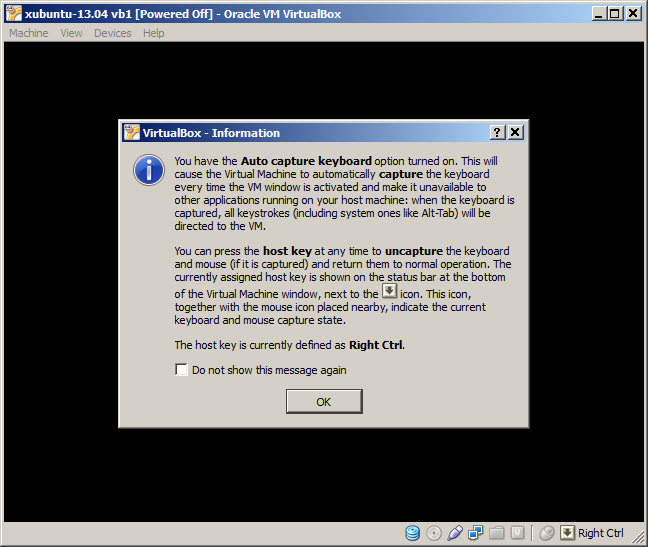 xubuntu-13.04 vb1 [Powered Off] - Oracle VM VirtualBox
Machine View Devices Help
VirtualBox - Information
You have the Auto capture keyboard option turned on. This will
cause the Virtual Machine to automatically capture the keyboard
every time the VM window is activated and make it unavailable to
other applications running on your host machine: when the keyboard is
captured, all keystrokes (including system ones like Alt-Tab) will be
directed to the VM.
You can press the host key at any time to uncapture the keyboard
and mouse (if it is captured) and return them to normal operation. The
currently assigned host key is shown on the status bar at the bottom
of the Virtual Machine window, next to the icon. This icon,
together with the mouse icon placed nearby, indicate the current
keyboard and mouse capture state.
The host key is currently defined as Right Ctrl.
Do not show this message again
OK
Right Ctrl